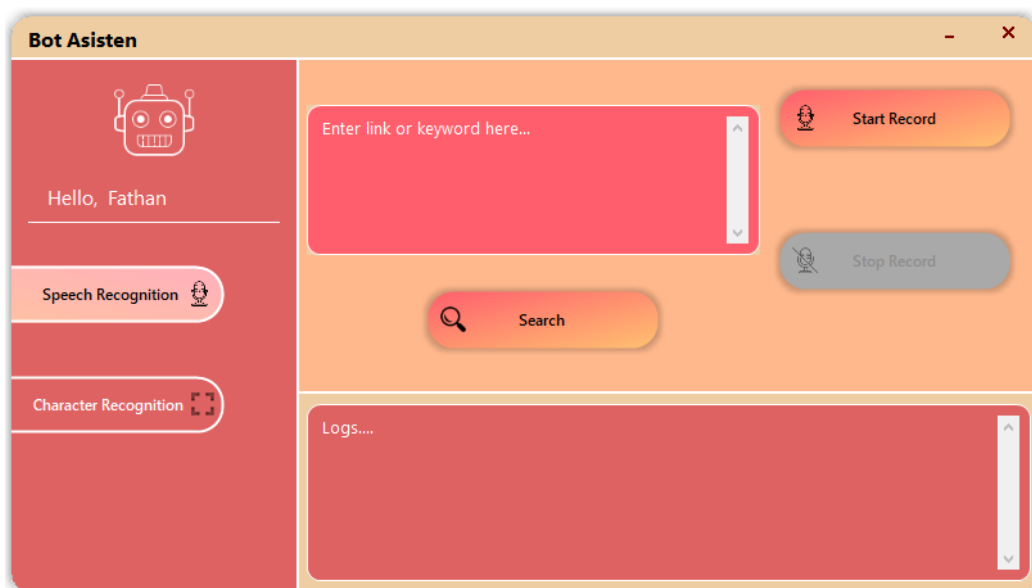 Bot Asisten
Hello, Fathan
Speech Recognition
Character Recognition
Enter link or keyword here...
Start Record
Stop Record
Search
Logs....